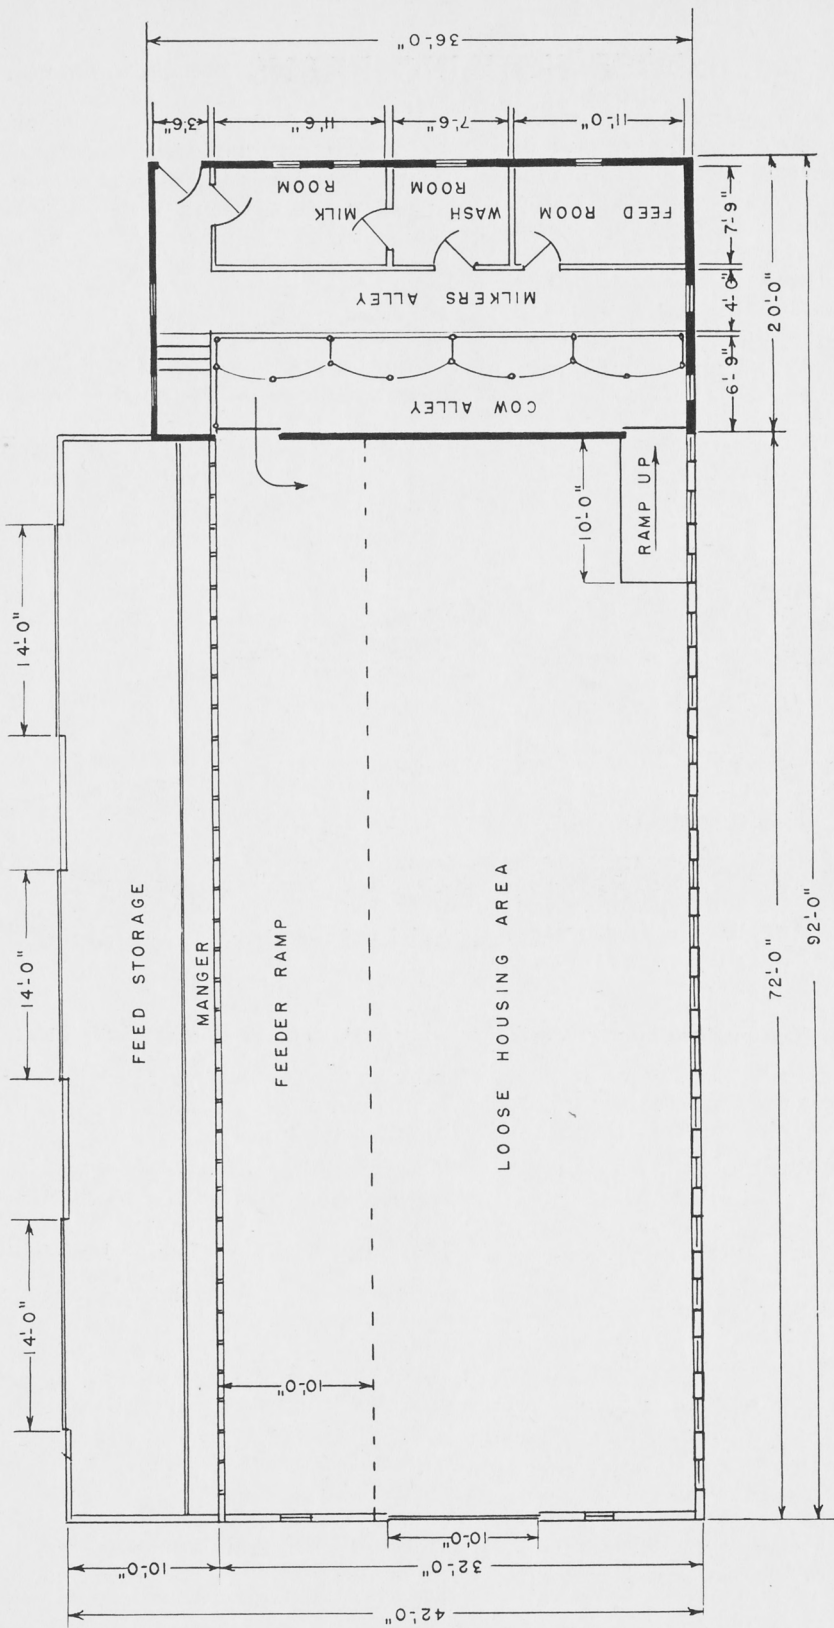 36'-0"
3'6"
11'6"
7'-6"
11'-0"
MILK ROOM
WASH ROOM
FEED ROOM
7'-9"
4'-0"
6'-9"
20'-0"
MILKERS ALLEY
COW ALLEY
10'-0"
RAMP UP
14'-0"
14'-0"
14'-0"
FEED STORAGE
MANGER
FEEDER RAMP
LOOSE HOUSING AREA
72'-0"
92'-0"
10'-0"
10'-0"
10'-0"
32'-0"
42'-0"